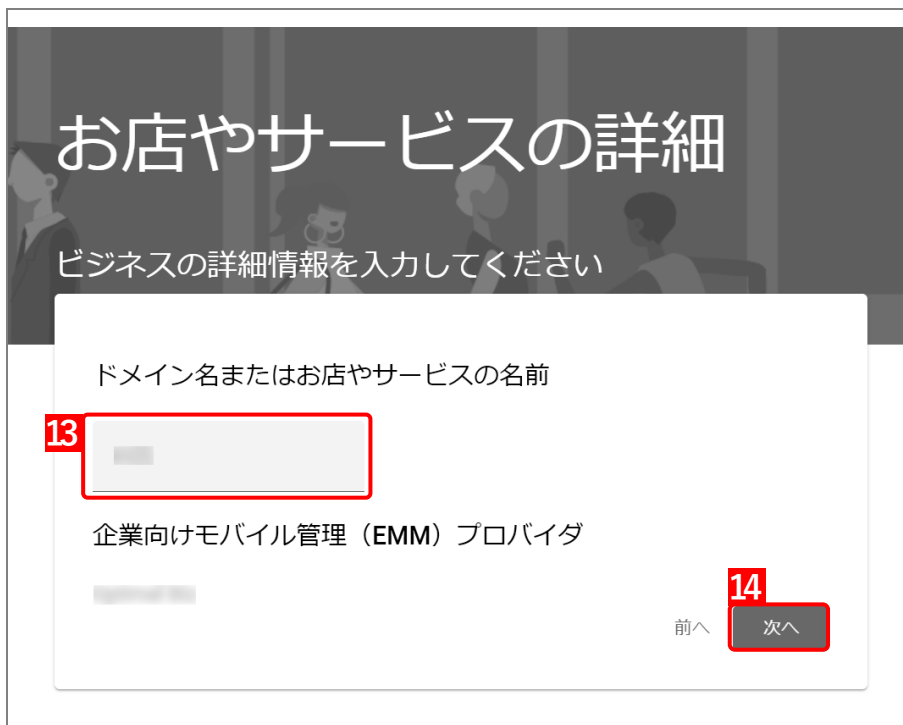 お店やサービスの詳細
ビジネスの詳細情報を入力してください
ドメイン名またはお店やサービスの名前
13
企業向けモバイル管理（EMM）プロバイダ
14
前へ 次へ